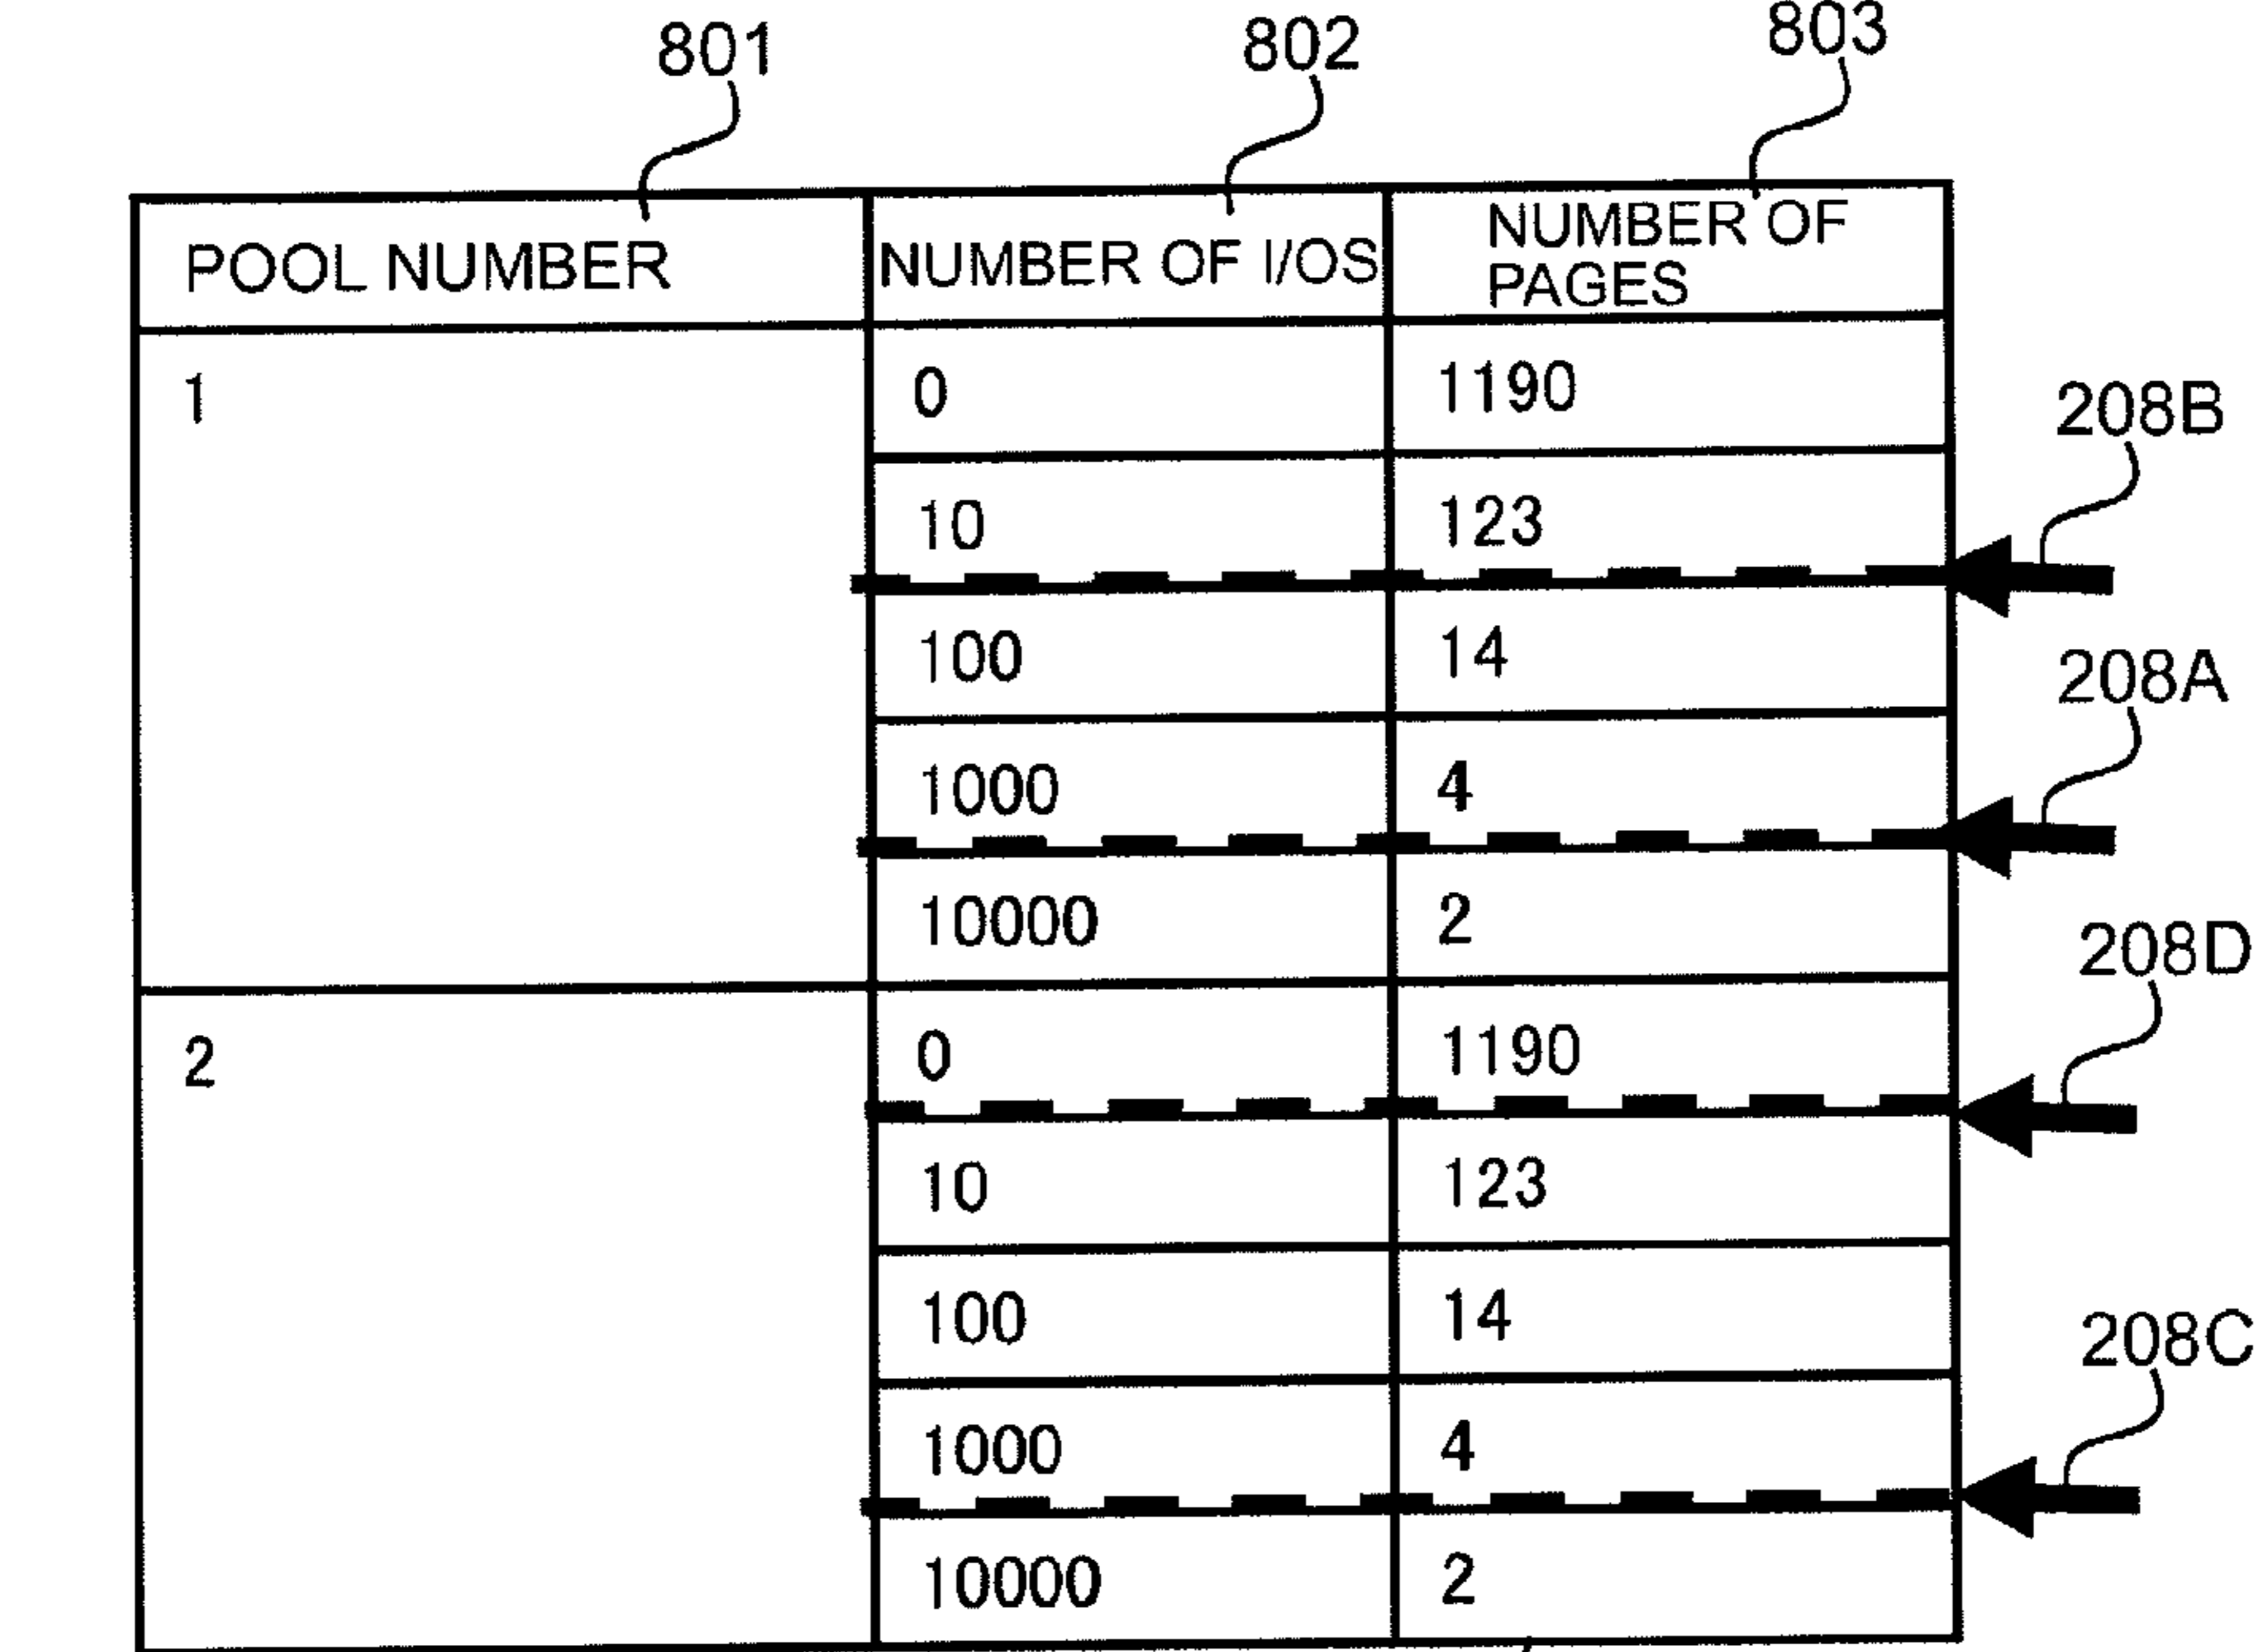 801 802 803
POOL NUMBER NUMBER OF I/OS NUMBER OF
PAGES
1 0 1190
208B
10 123
100 14
208A
1000 4
10000 2
208D
2 0 1190
10 123
100 14
208C
1000 4
10000 2